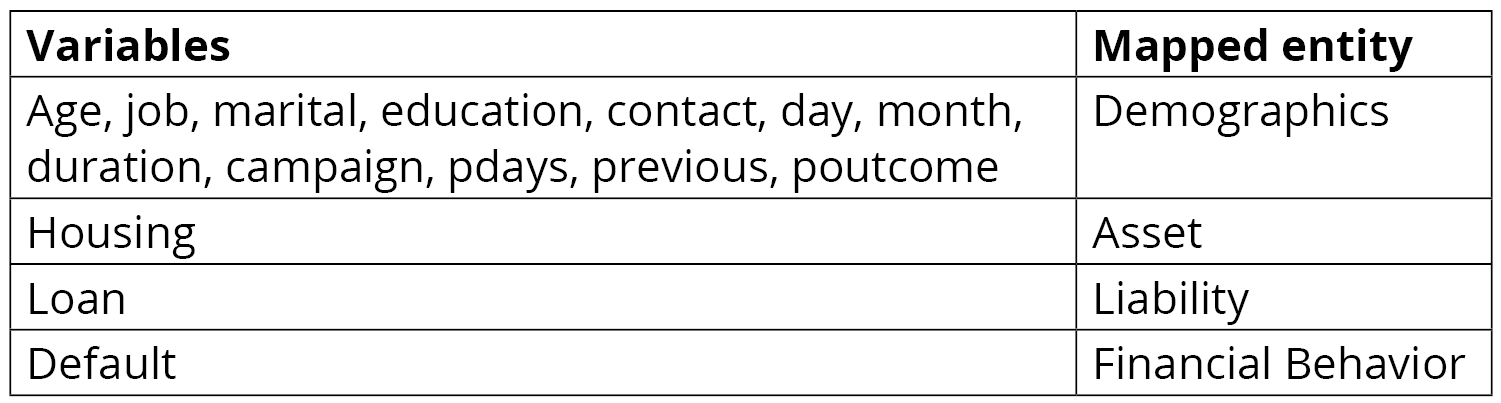 Variables Mapped entity
Age, job, marital, education, contact, day, month, Demographics
duration, campaign, pdays, previous, poutcome
Housing Asset
Loan Liability
Default Financial Behavior